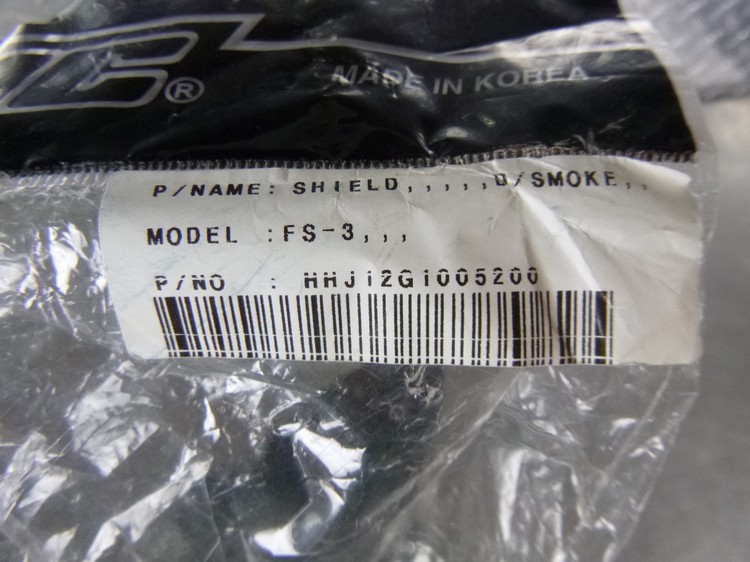 ®
MADE IN KOREA
P/NAME: SHIELD,,,,,D/SMOKE,,
MODEL :FS-3,,,
P/NO : HHJ12G1005200